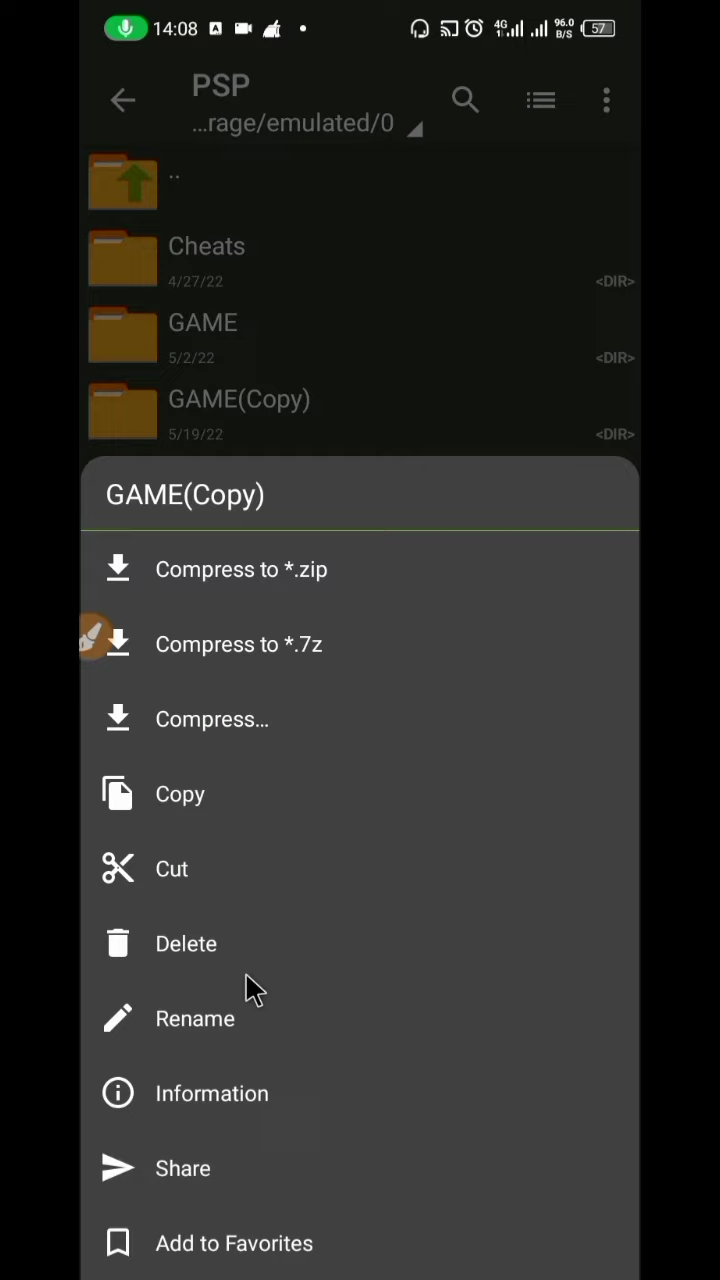 14:08 4G 96.0 B/S 57
PSP
...rage/emulated/0
..
Cheats
4/27/22 <DIR>
GAME
5/2/22 <DIR>
GAME(Copy)
5/19/22 <DIR>
GAME(Copy)
Compress to *.zip
Compress to *.7z
Compress...
Copy
Cut
Delete
Rename
Information
Share
Add to Favorites